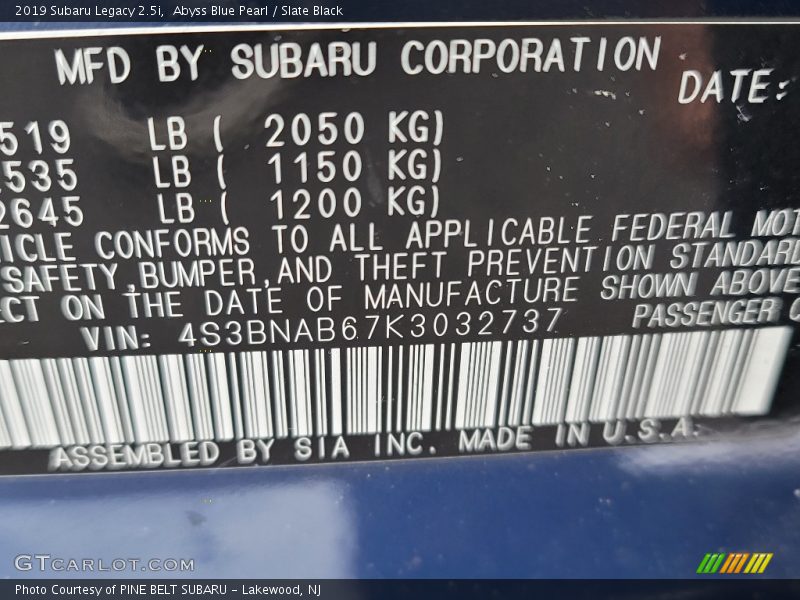 2019 Subaru Legacy 2.5i, Abyss Blue Pearl / Slate Black
MFD BY SUBARU CORPORATION
DATE:
519 LB ( 2050 KG)
535 LB ( 1150 KG)
2645 LB ( 1200 KG)
ICLE CONFORMS TO ALL APPLICABLE FEDERAL MOT
SAFETY,BUMPER,AND THEFT PREVENTION STANDARD
ECT ON THE DATE OF MANUFACTURE SHOWN ABOVE
VIN: 4S3BNAB67K3032737 PASSENGER C
ASSEMBLED BY SIA INC. MADE IN U.S.A.
GTCARLOT.COM
Photo Courtesy of PINE BELT SUBARU - Lakewood, NJ